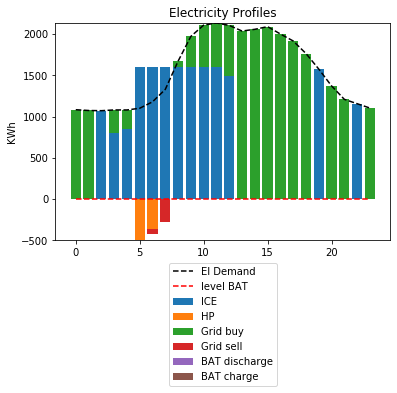 Electricity Profiles
KWh
2000
1500
1000
500
0
−500
0
5
10
15
20
El Demand
level BAT
ICE
HP
Grid buy
Grid sell
BAT discharge
BAT charge